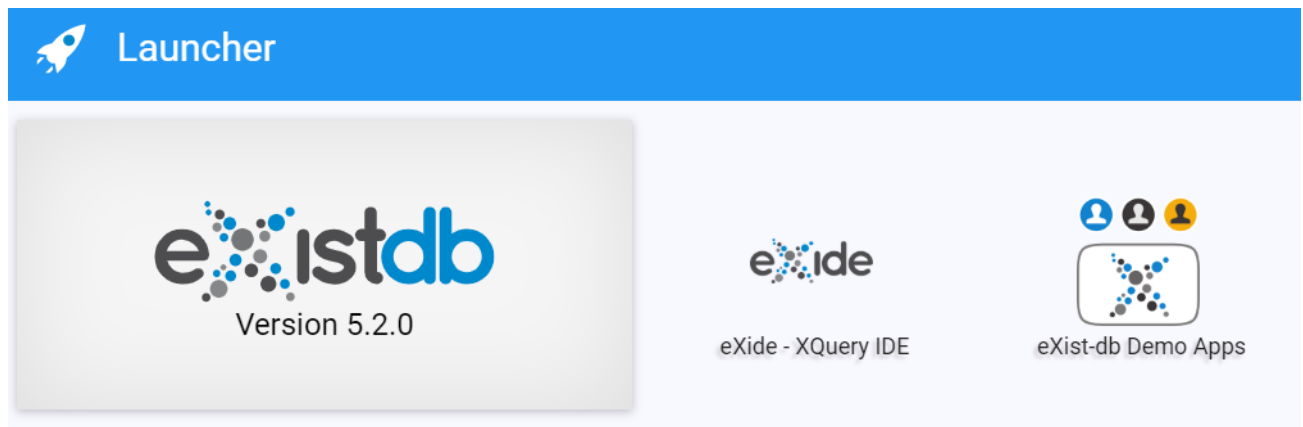 Launcher
eXistdb
Version 5.2.0
eXide
eXide - XQuery IDE
eXist-db Demo Apps